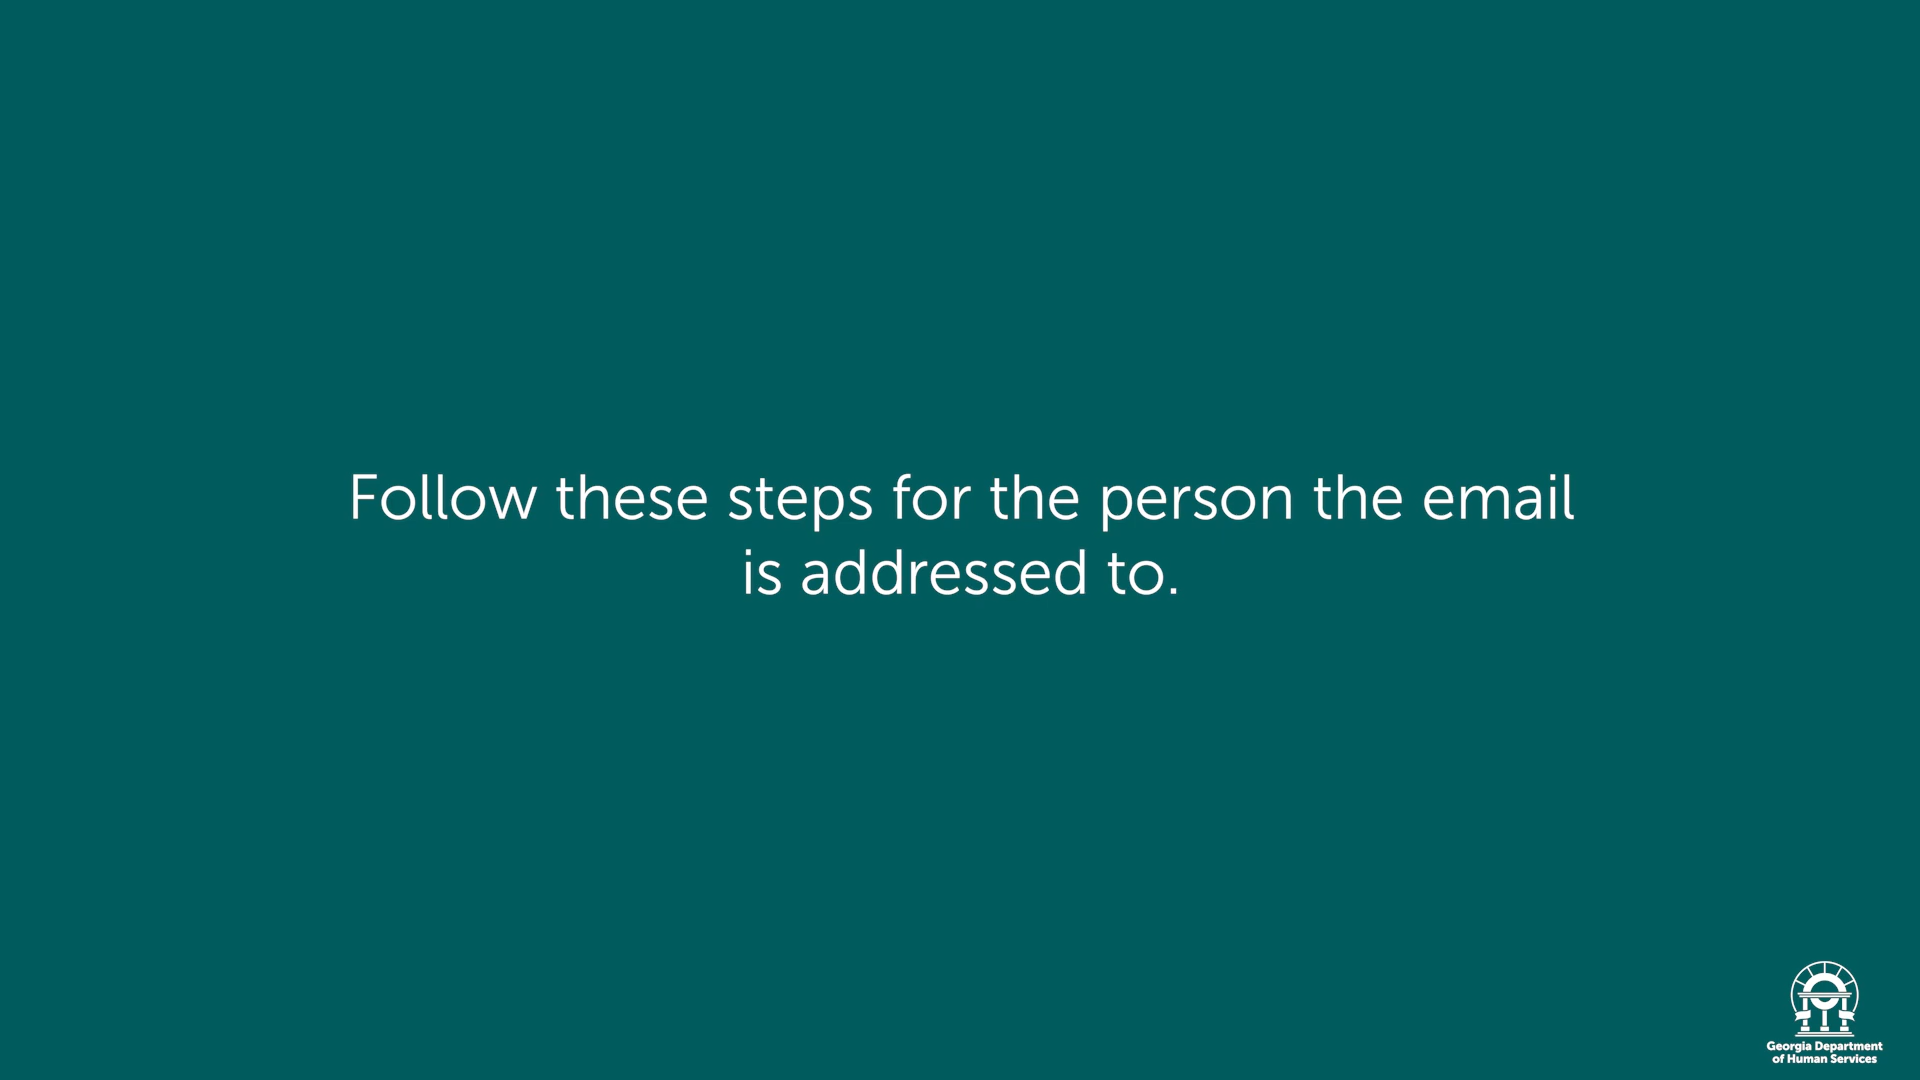 Follow these steps for the person the email
is addressed to.
Georgia Department
of Human Services